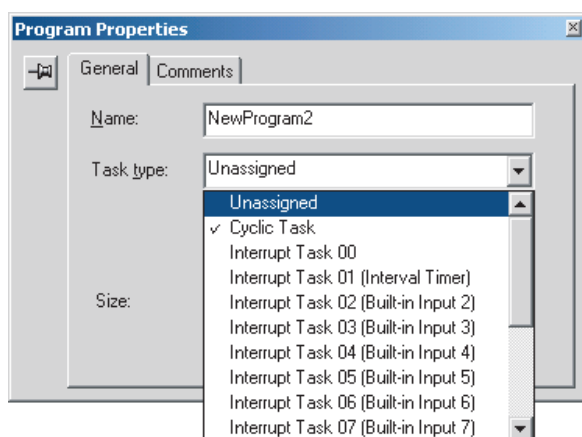 Program Properties
General Comments
Name: NewProgram2
Task type: Unassigned
Unassigned
Cyclic Task
Interrupt Task 00
Interrupt Task 01 (Interval Timer)
Size: Interrupt Task 02 (Built-in Input 2)
Interrupt Task 03 (Built-in Input 3)
Interrupt Task 04 (Built-in Input 4)
Interrupt Task 05 (Built-in Input 5)
Interrupt Task 06 (Built-in Input 6)
Interrupt Task 07 (Built-in Input 7)